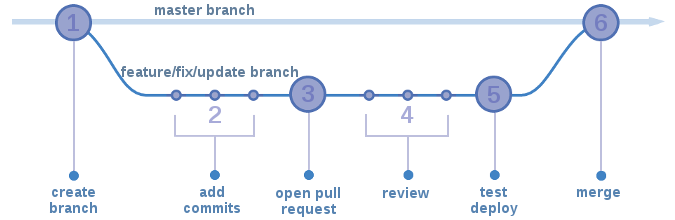 master branch
1
6
feature/fix/update branch
3
5
2
4
create
branch
add
commits
open pull
request
review
test
deploy
merge